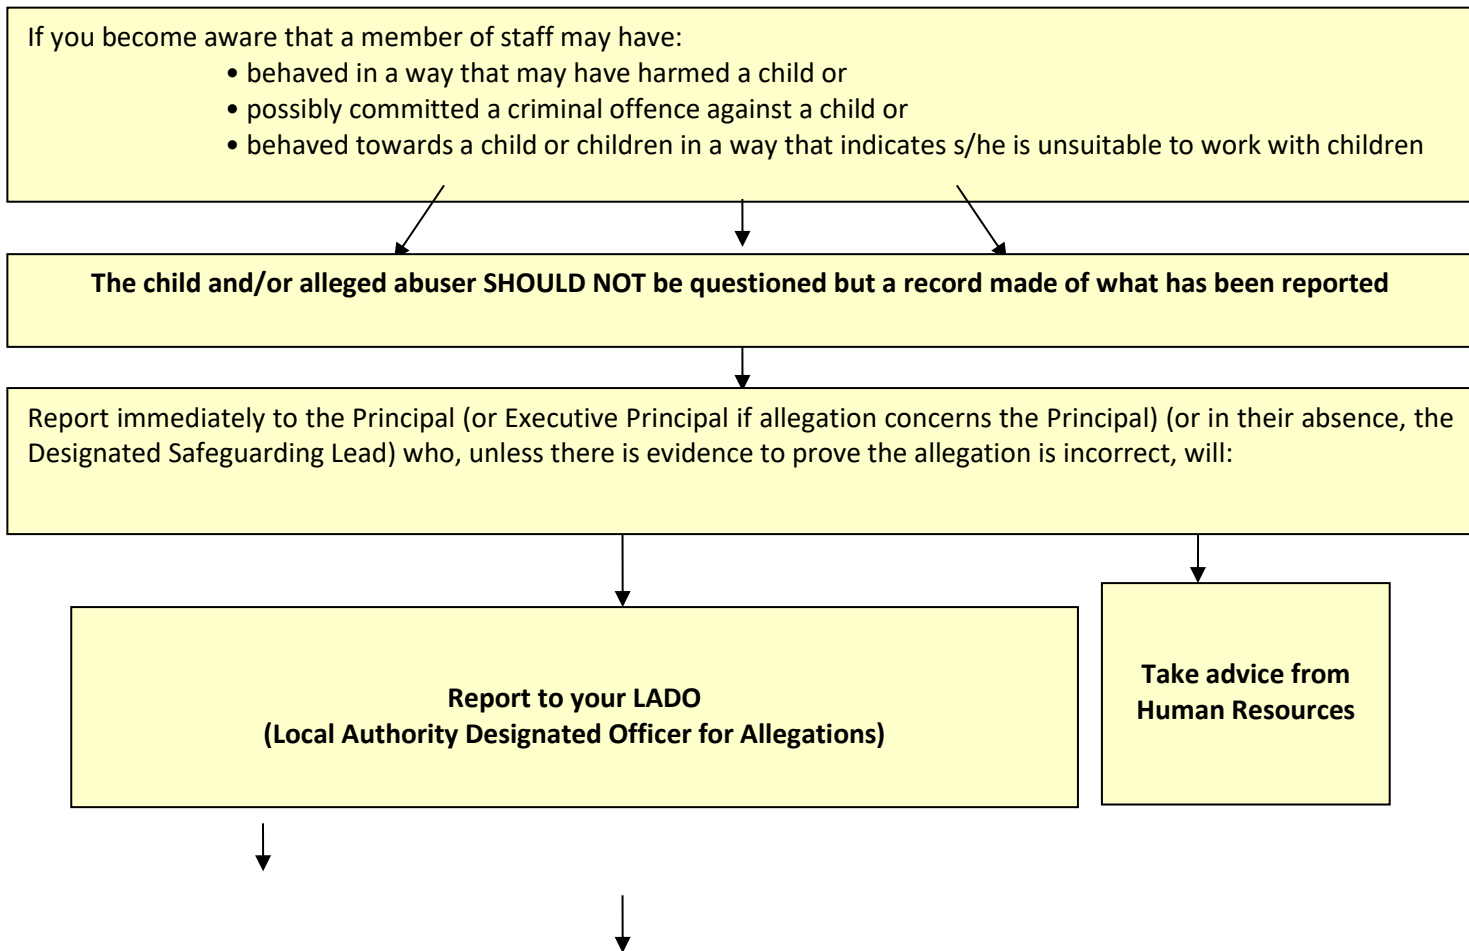 If you become aware that a member of staff may have:
• behaved in a way that may have harmed a child or
• possibly committed a criminal offence against a child or
• behaved towards a child or children in a way that indicates s/he is unsuitable to work with children
The child and/or alleged abuser SHOULD NOT be questioned but a record made of what has been reported
Report immediately to the Principal (or Executive Principal if allegation concerns the Principal) (or in their absence, the
Designated Safeguarding Lead) who, unless there is evidence to prove the allegation is incorrect, will:
Report to your LADO
(Local Authority Designated Officer for Allegations)
Take advice from
Human Resources